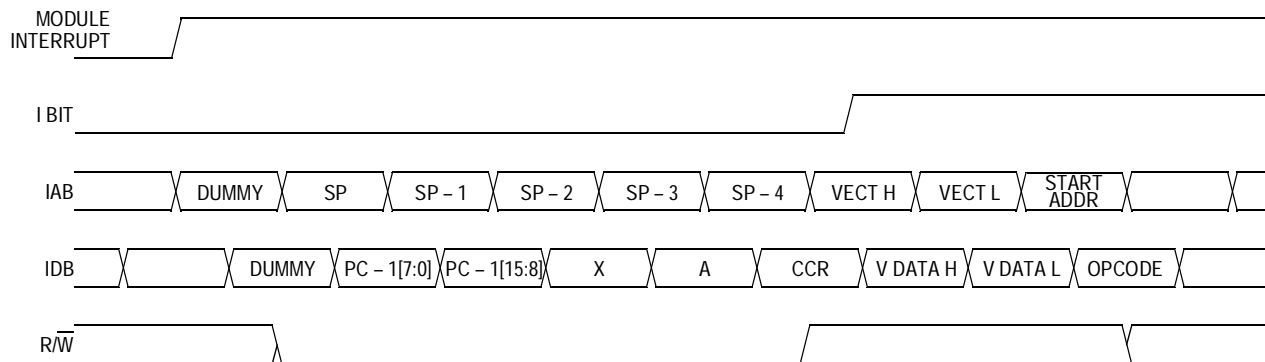 MODULE
INTERRUPT
I BIT
IAB DUMMY SP SP – 1 SP – 2 SP – 3 SP – 4 VECT H VECT L START
ADDR
IDB DUMMY PC – 1[7:0] PC – 1[15:8] X A CCR V DATA H V DATA L OPCODE
R/W̅